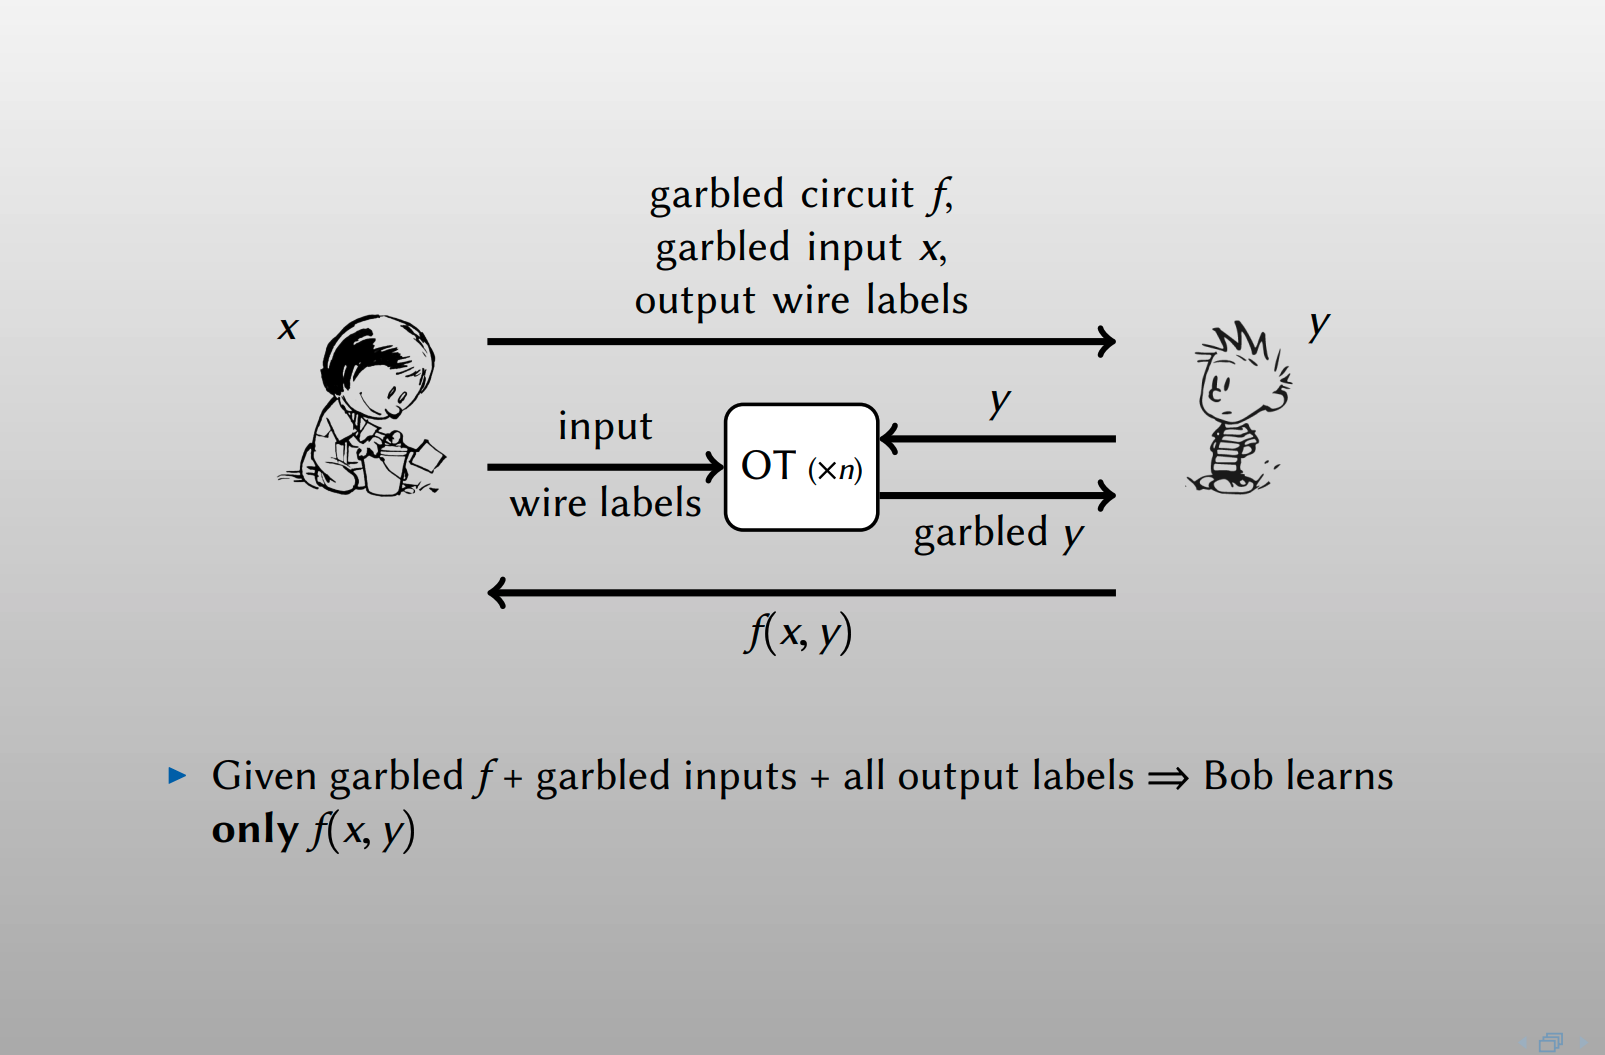 garbled circuit f,
garbled input x,
output wire labels
x
y
input
wire labels
OT (×n)
y
garbled y
f(x, y)
▶ Given garbled f + garbled inputs + all output labels ⟹ Bob learns
only f(x, y)